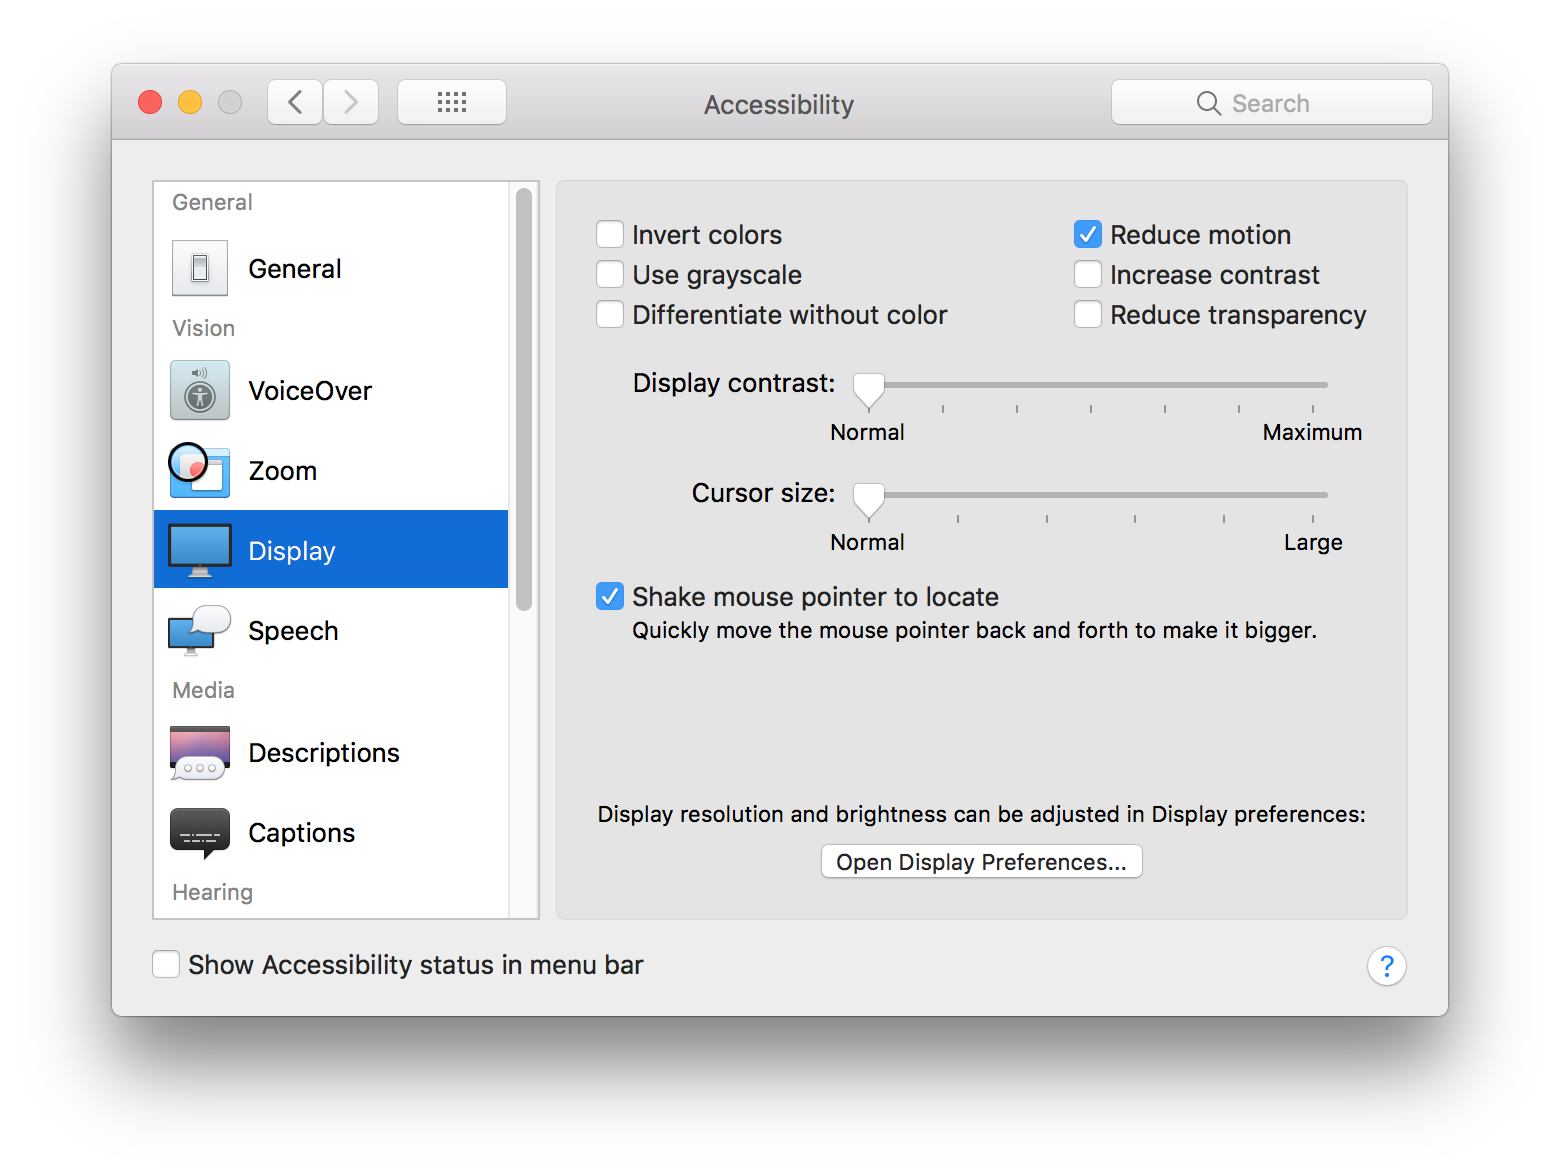 Accessibility
Search
General
General
Vision
VoiceOver
Zoom
Display
Speech
Media
Descriptions
Captions
Hearing
Invert colors
Use grayscale
Differentiate without color
Reduce motion
Increase contrast
Reduce transparency
Display contrast:
Normal Maximum
Cursor size:
Normal Large
Shake mouse pointer to locate
Quickly move the mouse pointer back and forth to make it bigger.
Display resolution and brightness can be adjusted in Display preferences:
Open Display Preferences...
Show Accessibility status in menu bar
?